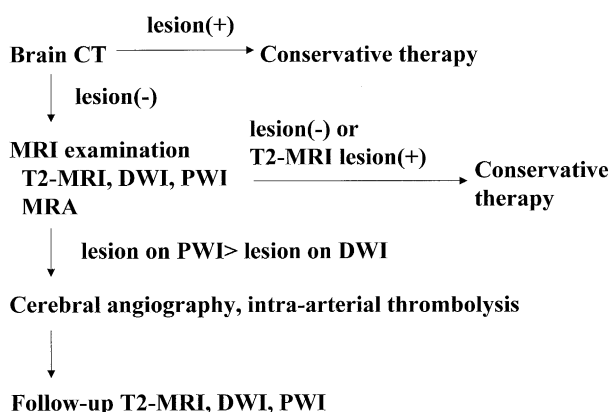 lesion(+)
Brain CT
Conservative therapy
lesion(-)
lesion(-) or
T2-MRI lesion(+)
MRI examination
T2-MRI, DWI, PWI
MRA
Conservative
therapy
lesion on PWI> lesion on DWI
Cerebral angiography, intra-arterial thrombolysis
Follow-up T2-MRI, DWI, PWI